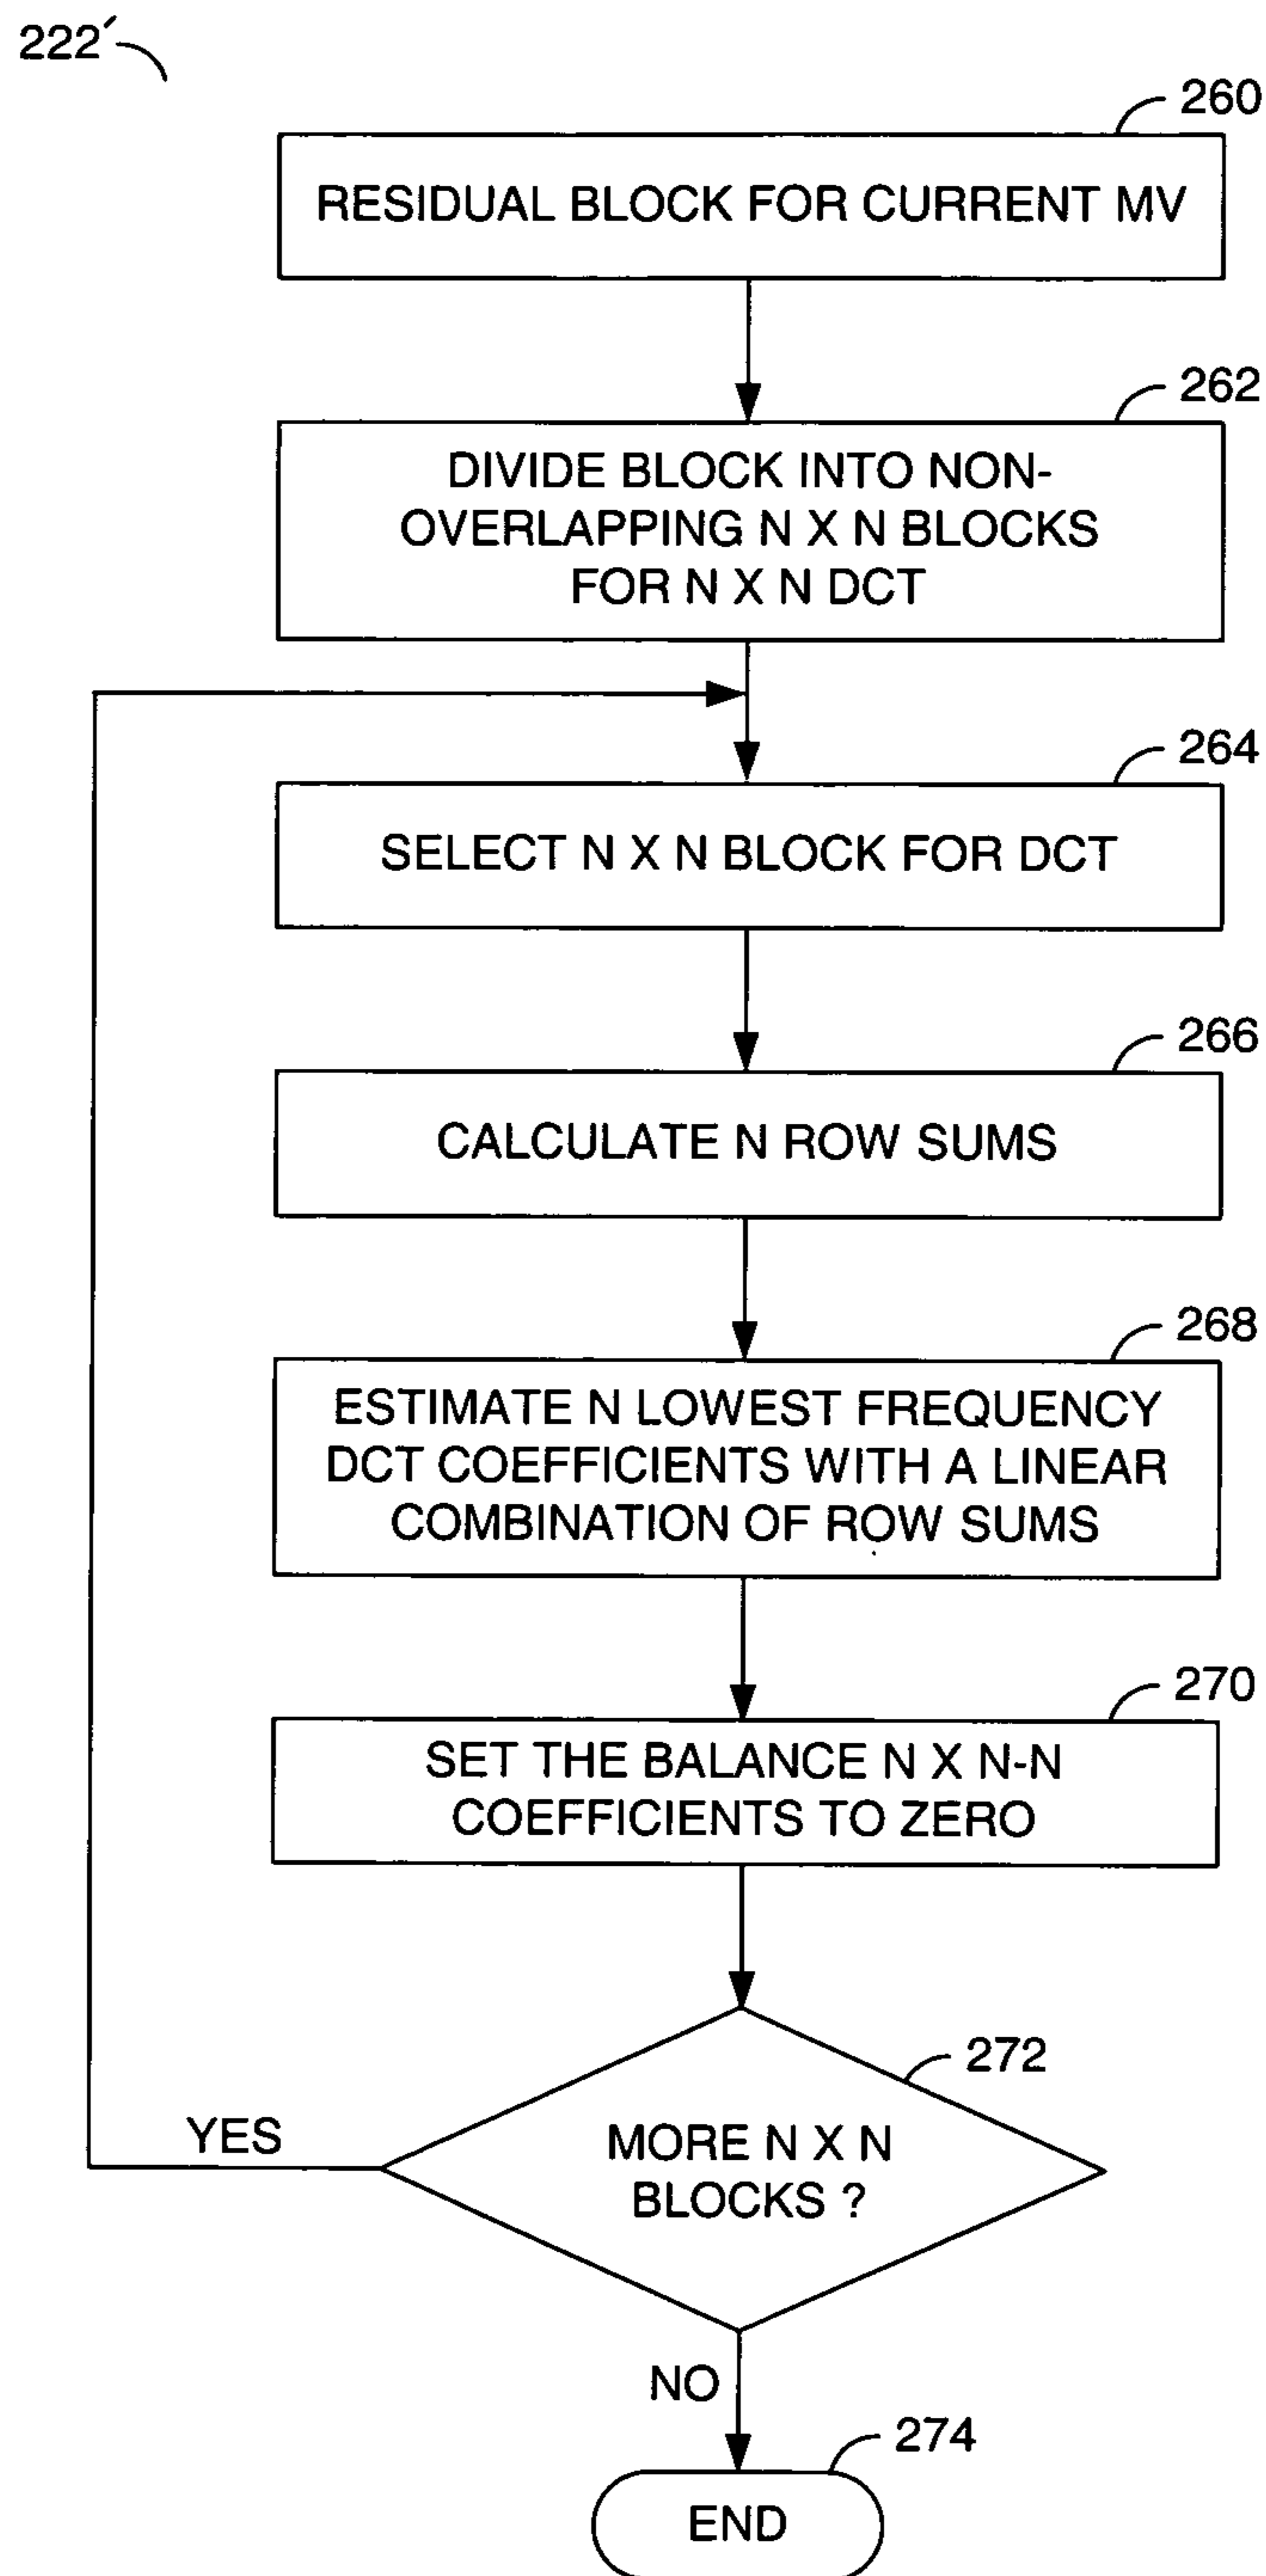 222′
260
RESIDUAL BLOCK FOR CURRENT MV
262
DIVIDE BLOCK INTO NON-
OVERLAPPING N X N BLOCKS
FOR N X N DCT
264
SELECT N X N BLOCK FOR DCT
266
CALCULATE N ROW SUMS
268
ESTIMATE N LOWEST FREQUENCY
DCT COEFFICIENTS WITH A LINEAR
COMBINATION OF ROW SUMS
270
SET THE BALANCE N X N-N
COEFFICIENTS TO ZERO
272
MORE N X N
BLOCKS ?
YES
NO
274
END